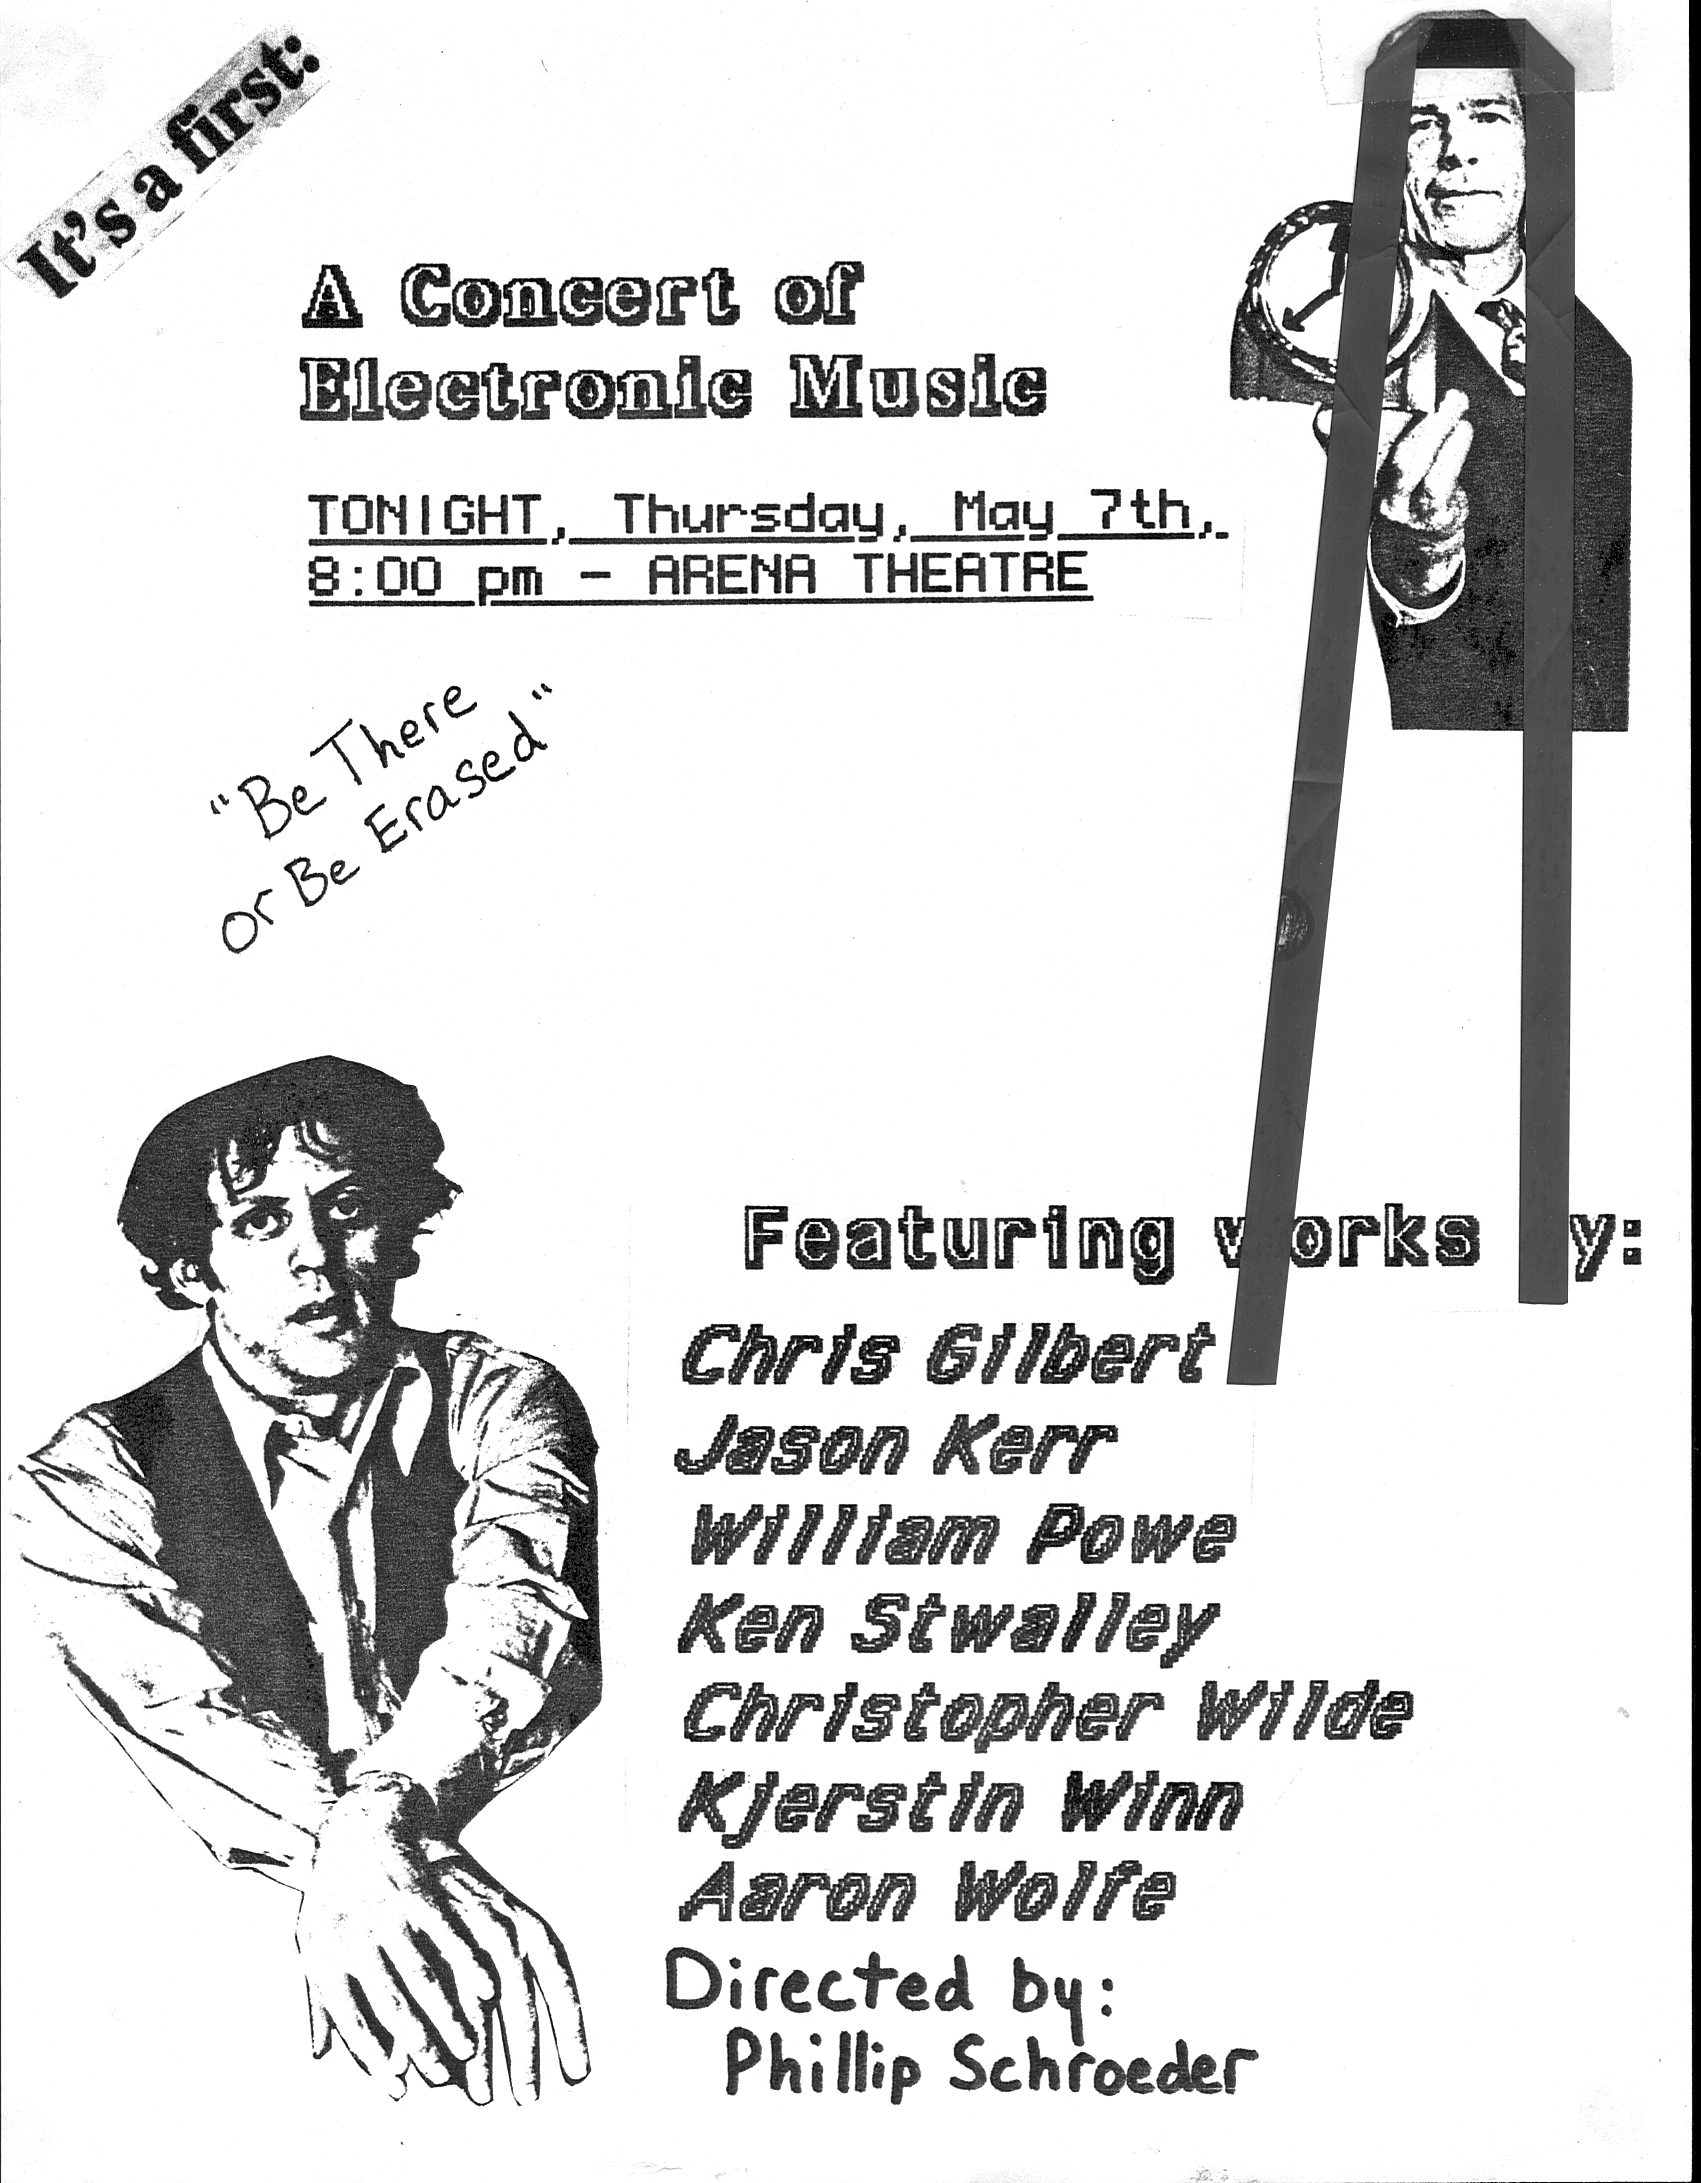 It's a first:
A Concert of
Electronic Music
TONIGHT, Thursday, May 7th,
8:00 pm - ARENA THEATRE
"Be There
or Be Erased"
Featuring works y:
Chris Gilbert
Jason Kerr
William Powe
Ken Stwalley
Christopher Wilde
Kjerstin Winn
Aaron Wolfe
Directed by:
Phillip Schroeder